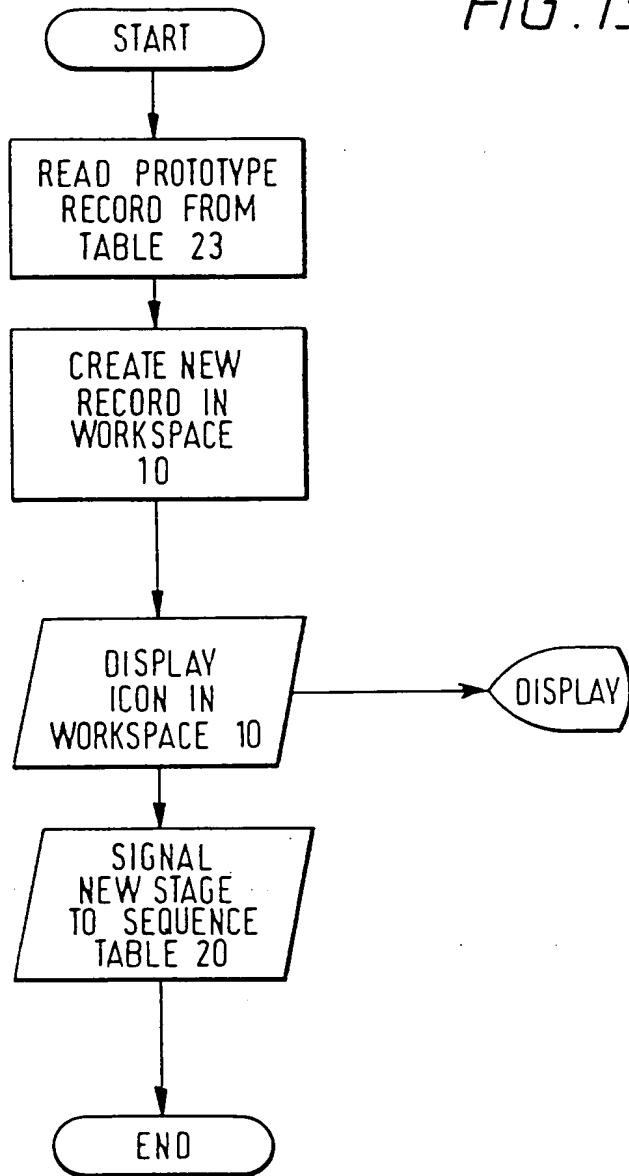 FIG. 13
START
READ PROTOTYPE
RECORD FROM
TABLE 23
CREATE NEW
RECORD IN
WORKSPACE
10
DISPLAY
ICON IN
WORKSPACE 10
DISPLAY
SIGNAL
NEW STAGE
TO SEQUENCE
TABLE 20
END